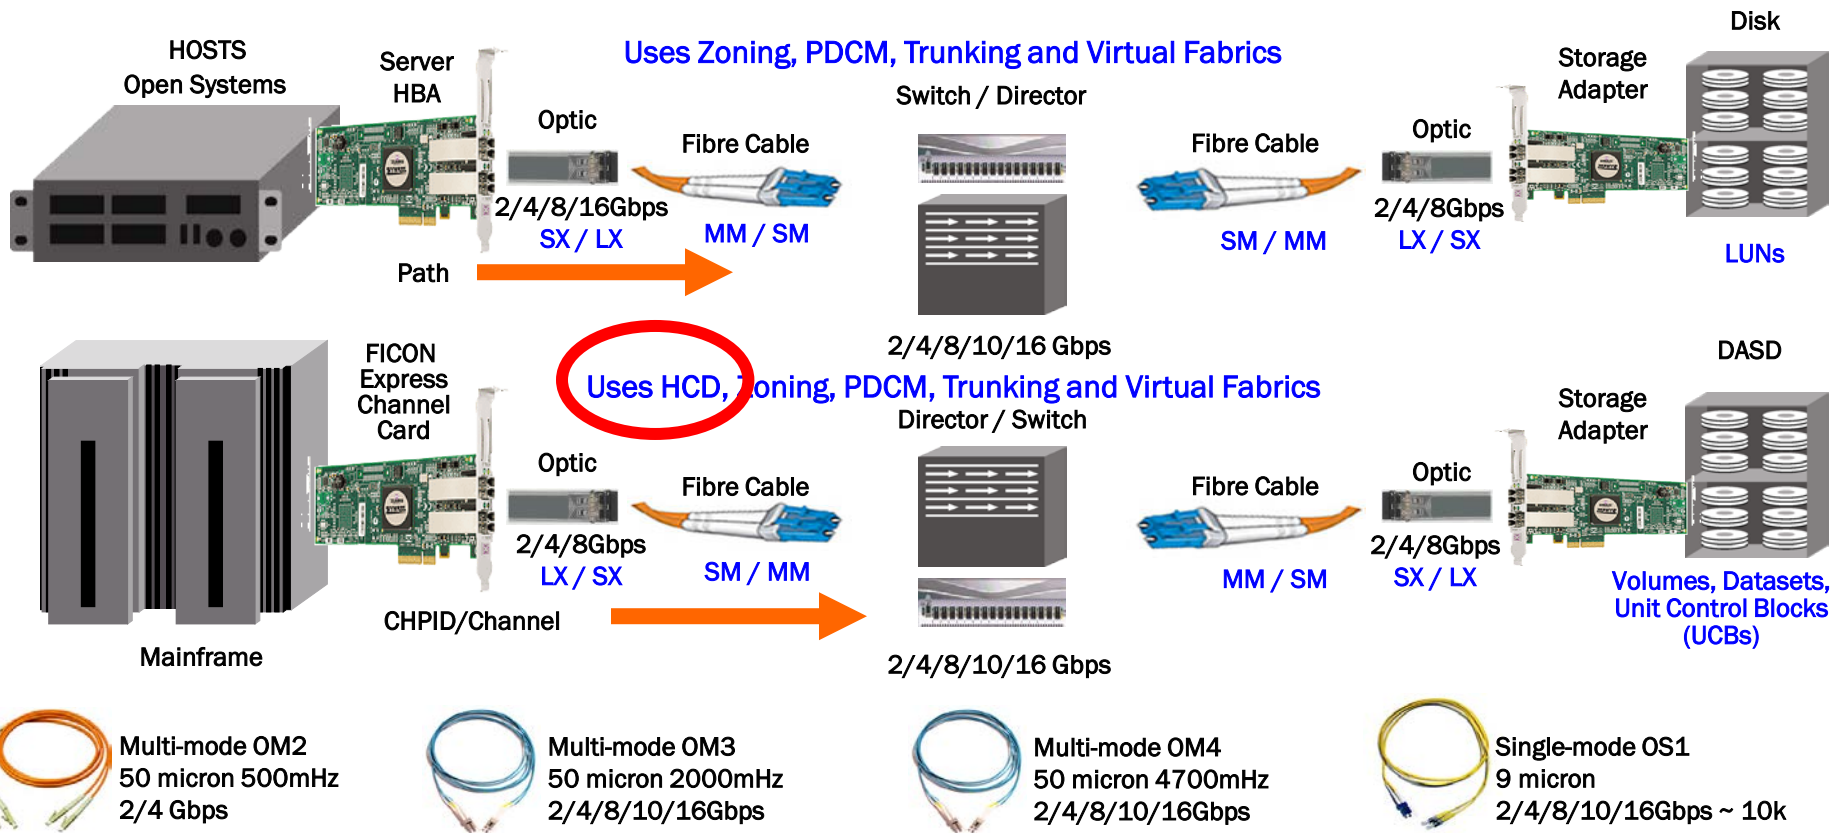 Disk
HOSTS
Open Systems
Server
HBA
Uses Zoning, PDCM, Trunking and Virtual Fabrics
Storage
Adapter
Switch / Director
Optic
Fibre Cable
Fibre Cable
Optic
2/4/8/16Gbps
SX / LX
MM / SM
SM / MM
2/4/8Gbps
LX / SX
LUNs
Path
2/4/8/10/16 Gbps
FICON
Express
Channel
Card
Uses HCD, Zoning, PDCM, Trunking and Virtual Fabrics
Director / Switch
DASD
Storage
Adapter
Optic
Fibre Cable
Fibre Cable
Optic
2/4/8Gbps
LX / SX
SM / MM
MM / SM
2/4/8Gbps
SX / LX
Volumes, Datasets,
Unit Control Blocks
(UCBs)
CHPID/Channel
Mainframe
2/4/8/10/16 Gbps
Multi-mode OM2
50 micron 500mHz
2/4 Gbps
Multi-mode OM3
50 micron 2000mHz
2/4/8/10/16Gbps
Multi-mode OM4
50 micron 4700mHz
2/4/8/10/16Gbps
Single-mode OS1
9 micron
2/4/8/10/16Gbps ~ 10k